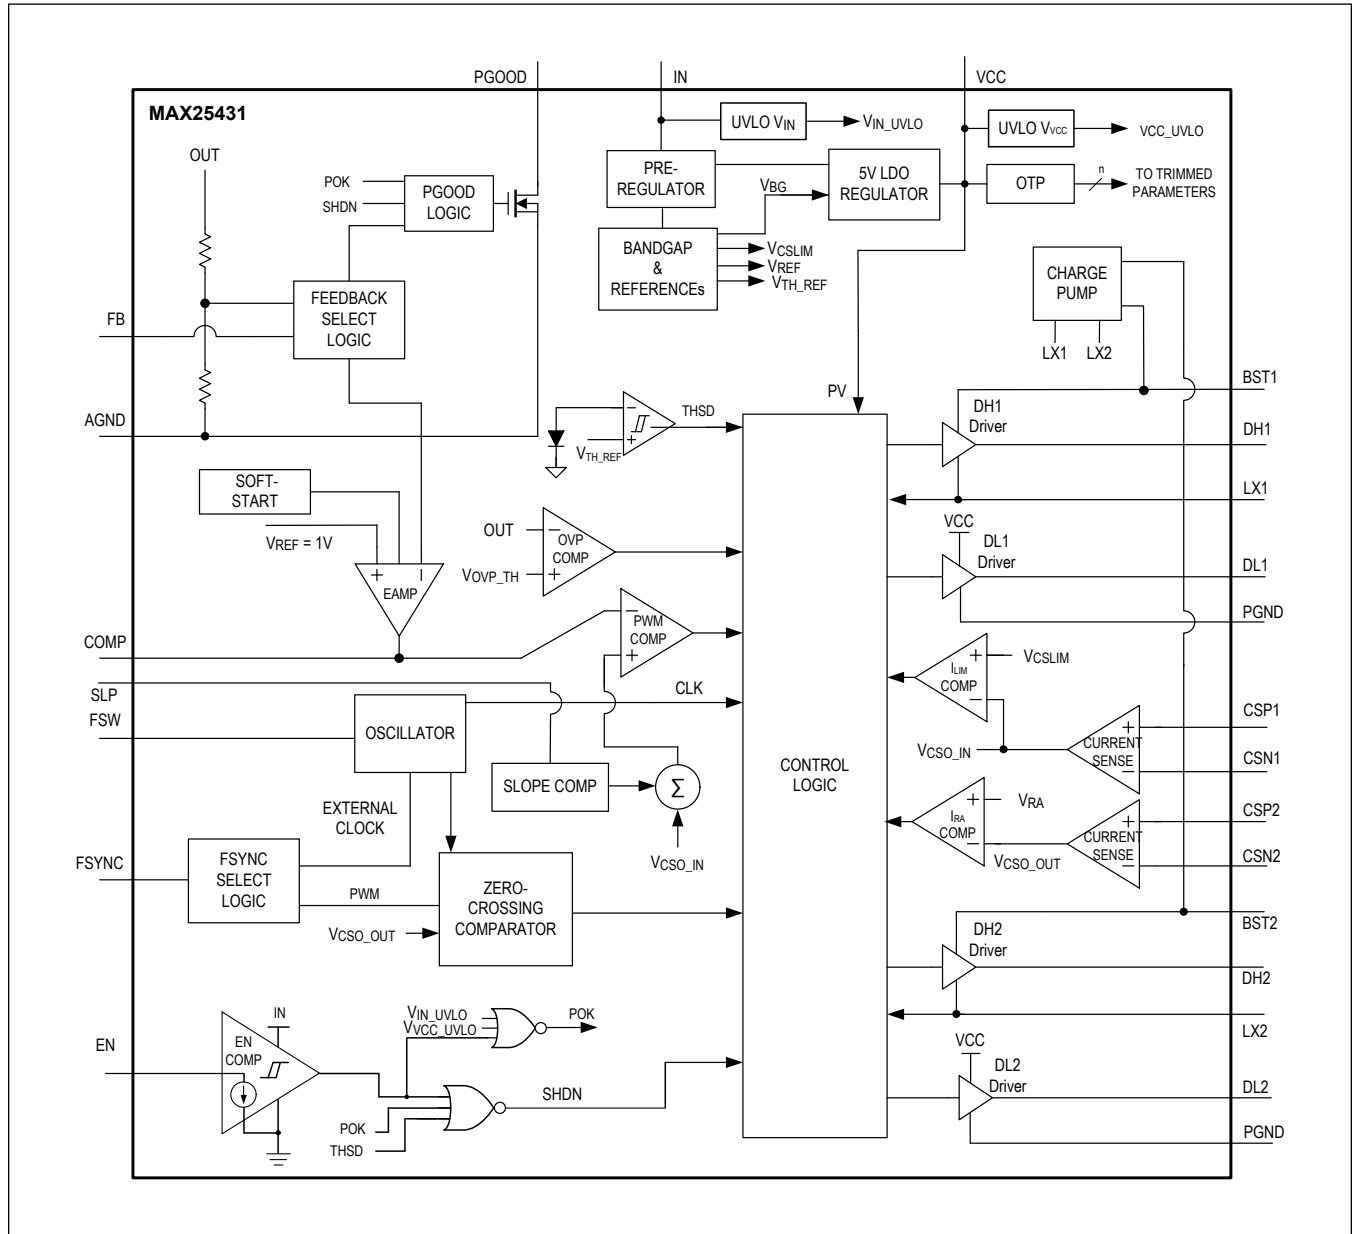 PGOOD
IN
VCC
MAX25431
OUT
POK
SHDN
PGOOD
LOGIC
UVLO VIN
VIN_UVLO
UVLO VVCC
VCC_UVLO
PRE-
REGULATOR
VBG
5V LDO
REGULATOR
OTP
n
TO TRIMMED
PARAMETERS
BANDGAP
&
REFERENCEs
VCSLIM
VREF
VTH_REF
CHARGE
PUMP
LX1
LX2
FB
FEEDBACK
SELECT
LOGIC
AGND
PV
BST1
DH1
Driver
DH1
LX1
THSD
−
+
VTH_REF
SOFT-
START
VREF = 1V
+
−
EAMP
OUT
VOVP_TH
−
+
OVP
COMP
VCC
DL1
Driver
DL1
PGND
COMP
−
+
PWM
COMP
SLP
FSW
OSCILLATOR
CLK
SLOPE COMP
Σ
VCSO_IN
CONTROL
LOGIC
ILIM
COMP
+
−
VCSLIM
VCSO_IN
CURRENT
SENSE
+
−
CSP1
CSN1
IRA
COMP
+
−
VRA
VCSO_OUT
CURRENT
SENSE
+
−
CSP2
CSN2
EXTERNAL
CLOCK
FSYNC
FSYNC
SELECT
LOGIC
PWM
VCSO_OUT
ZERO-
CROSSING
COMPARATOR
BST2
DH2
Driver
DH2
LX2
EN
IN
EN
COMP
VIN_UVLO
VVCC_UVLO
POK
POK
THSD
SHDN
VCC
DL2
Driver
DL2
PGND